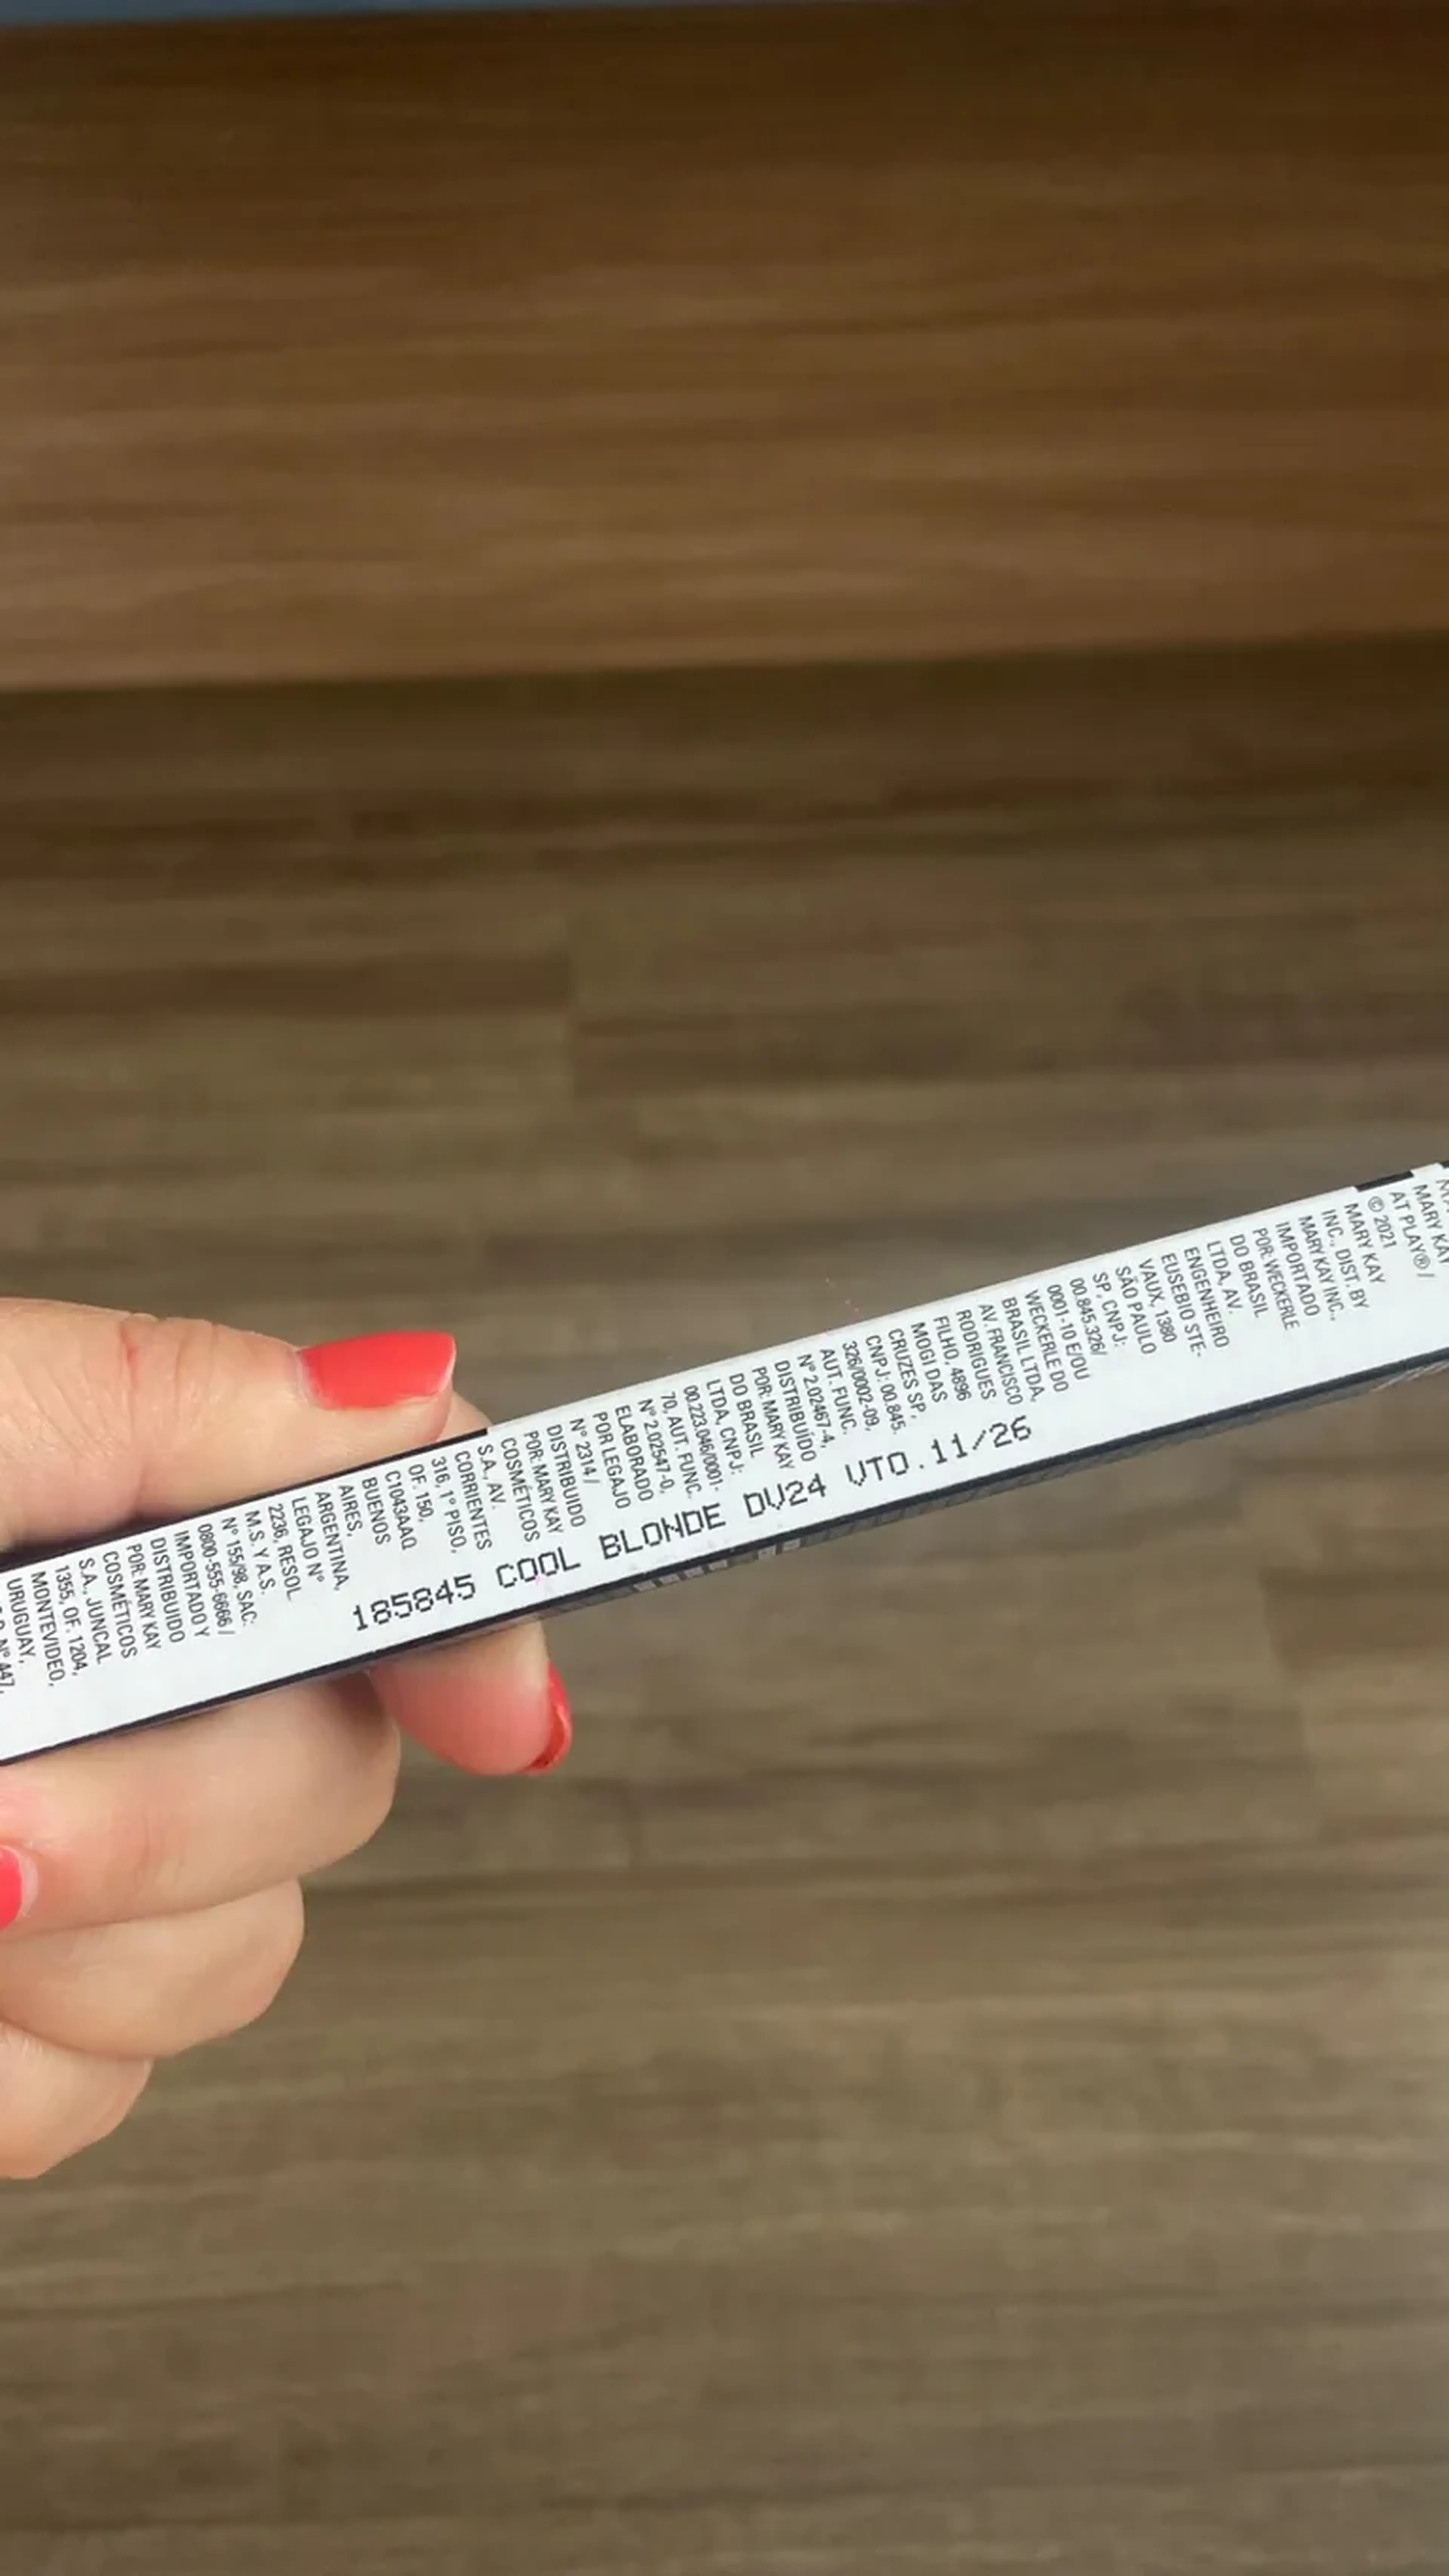 MARY KAY
AT PLAY® /
© 2021
MARY KAY
INC., DIST. BY
MARY KAY INC.,
IMPORTADO
POR: WECKERLE
DO BRASIL
LTDA, AV.
ENGENHEIRO
EUSEBIO STE-
VAUX, 1380
SÃO PAULO
SP, CNPJ:
00.845.326/
0001-10 E/OU
WECKERLE DO
BRASIL LTDA,
AV. FRANCISCO
RODRIGUES
FILHO, 4896
MOGI DAS
CRUZES SP,
CNPJ: 00.845.
326/0002-09,
AUT. FUNC.
Nº 2.02467-4,
DISTRIBUÍDO
POR: MARY KAY
DO BRASIL
LTDA, CNPJ:
00.223.046/0001-
70, AUT. FUNC.
Nº 2.02547-0,
ELABORADO
POR LEGAJO
Nº 2314 /
DISTRIBUIDO
POR: MARY KAY
COSMÉTICOS
S.A., AV.
CORRIENTES
316, 1° PISO,
OF. 150,
C1043AAQ
BUENOS
AIRES,
ARGENTINA,
LEGAJO N°
2236, RESOL.
M.S. Y A.S.
N° 155/98, SAC:
0800-555-6666 /
IMPORTADO Y
DISTRIBUIDO
POR: MARY KAY
COSMÉTICOS
S.A., JUNCAL
1355, OF. 1204,
MONTEVIDEO,
URUGUAY,
N° 447,
185845 COOL BLONDE DV24 VTO.11/26